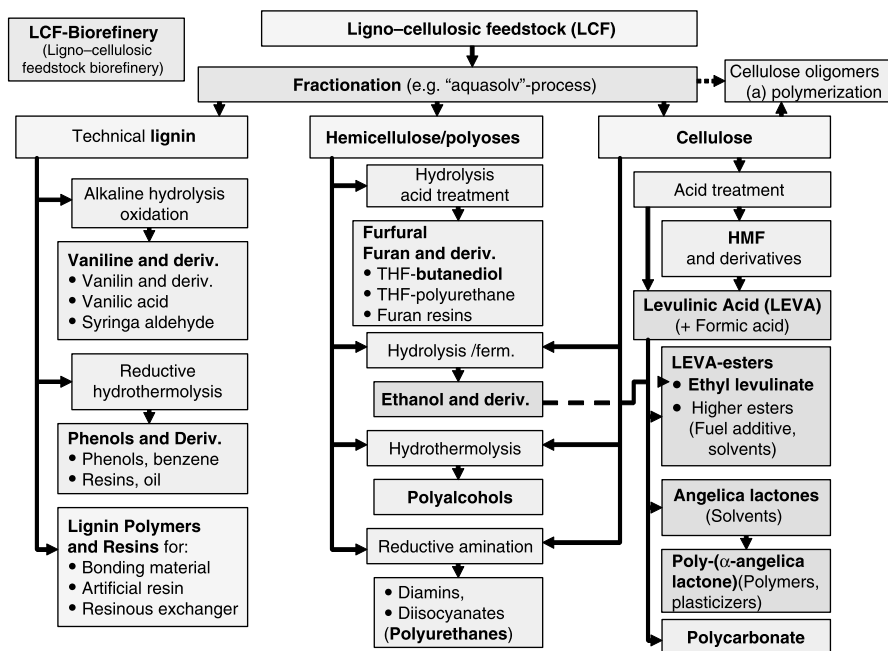 LCF-Biorefinery
(Ligno–cellulosic
feedstock biorefinery)
Ligno–cellulosic feedstock (LCF)
Fractionation (e.g. “aquasolv”-process)
Cellulose oligomers
(a) polymerization
Technical lignin
Alkaline hydrolysis
oxidation
Vaniline and deriv.
• Vanilin and deriv.
• Vanilic acid
• Syringa aldehyde
Reductive
hydrothermolysis
Phenols and Deriv.
• Phenols, benzene
• Resins, oil
Lignin Polymers
and Resins for:
• Bonding material
• Artificial resin
• Resinous exchanger
Hemicellulose/polyoses
Hydrolysis
acid treatment
Furfural
Furan and deriv.
• THF-butanediol
• THF-polyurethane
• Furan resins
Hydrolysis /ferm.
Ethanol and deriv.
Hydrothermolysis
Polyalcohols
Reductive amination
• Diamins,
• Diisocyanates
(Polyurethanes)
Cellulose
Acid treatment
HMF
and derivatives
Levulinic Acid (LEVA)
(+ Formic acid)
LEVA-esters
• Ethyl levulinate
• Higher esters
(Fuel additive,
solvents)
Angelica lactones
(Solvents)
Poly-(α-angelica
lactone)(Polymers,
plasticizers)
Polycarbonate